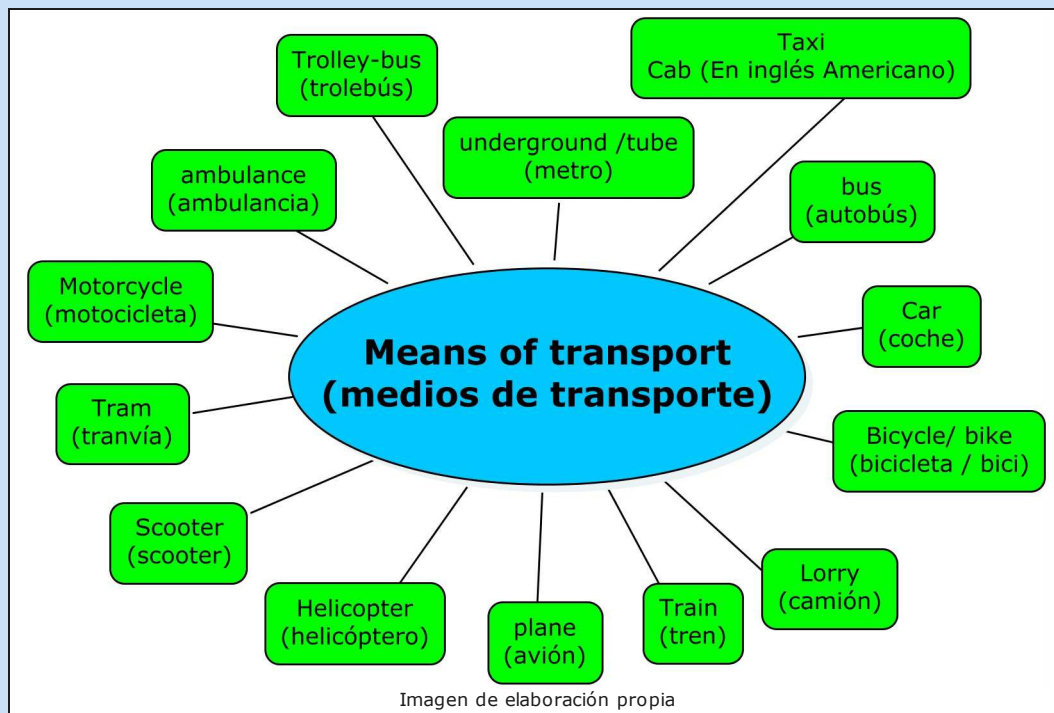 Trolley-bus
(trolebús)
Taxi
Cab (En inglés Americano)
underground /tube
(metro)
ambulance
(ambulancia)
bus
(autobús)
Motorcycle
(motocicleta)
Car
(coche)
Means of transport
(medios de transporte)
Tram
(tranvía)
Bicycle/ bike
(bicicleta / bici)
Scooter
(scooter)
Lorry
(camión)
Helicopter
(helicóptero)
plane
(avión)
Train
(tren)
Imagen de elaboración propia